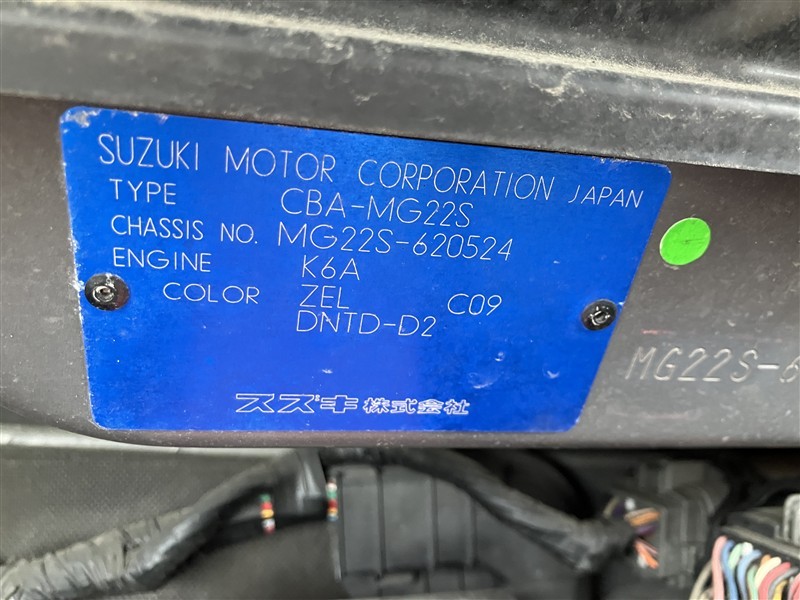 SUZUKI MOTOR CORPORATION JAPAN
TYPE CBA-MG22S
CHASSIS NO. MG22S-620524
ENGINE K6A
COLOR ZEL C09
DNTD-D2
スズキ株式会社
MG22S-6